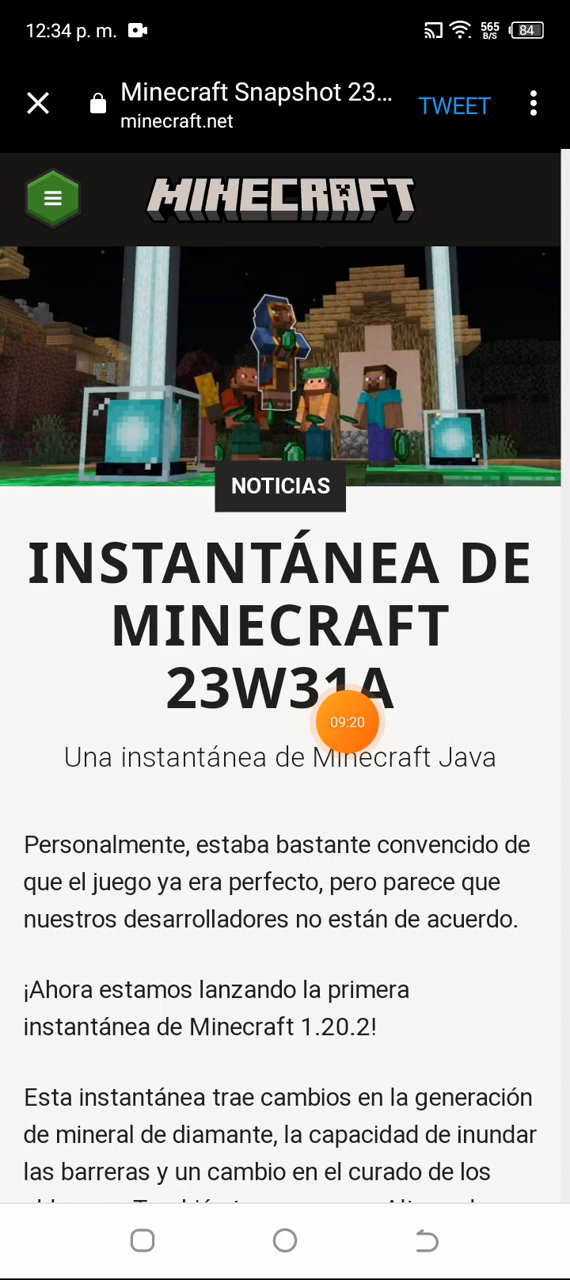 12:34 p. m.
565
B/S
84
Minecraft Snapshot 23...
minecraft.net
TWEET
MINECRAFT
NOTICIAS
INSTANTÁNEA DE
MINECRAFT
23W31A
09:20
Una instantánea de Minecraft Java
Personalmente, estaba bastante convencido de
que el juego ya era perfecto, pero parece que
nuestros desarrolladores no están de acuerdo.
¡Ahora estamos lanzando la primera
instantánea de Minecraft 1.20.2!
Esta instantánea trae cambios en la generación
de mineral de diamante, la capacidad de inundar
las barreras y un cambio en el curado de los